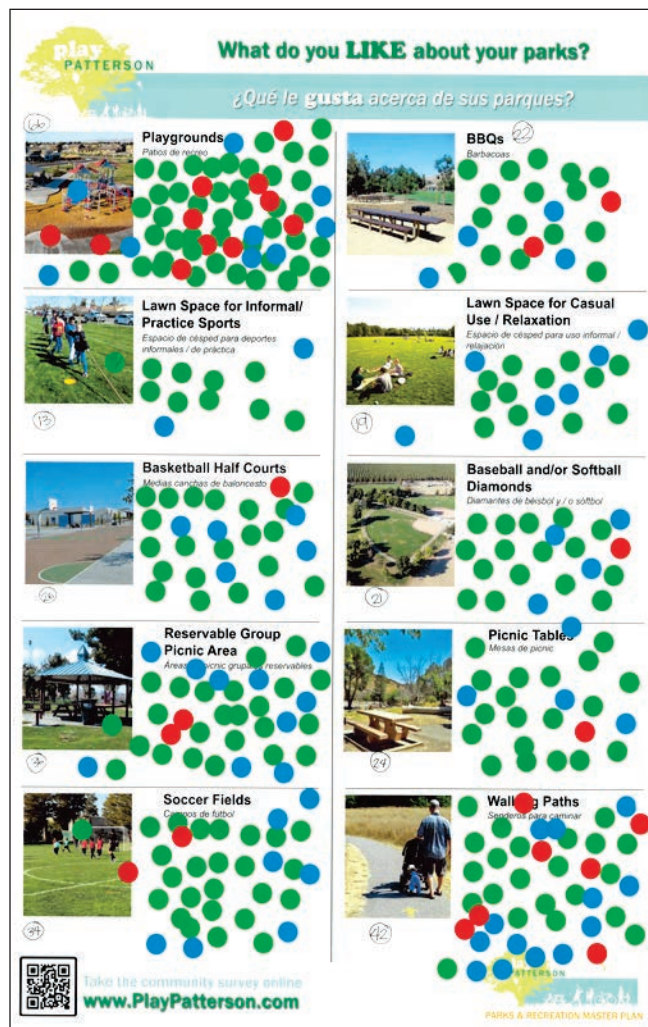 play
PATTERSON
What do you LIKE about your parks?
¿Qué le gusta acerca de sus parques?
66
Playgrounds
Patios de recreo
22
BBQs
Barbacoas
Lawn Space for Informal/
Practice Sports
Espacio de césped para deportes
informales / de práctica
13
Lawn Space for Casual
Use / Relaxation
Espacio de césped para uso informal /
relajación
19
Basketball Half Courts
Medias canchas de baloncesto
Baseball and/or Softball
Diamonds
Diamantes de béisbol y / o sóftbol
21
Reservable Group
Picnic Area
Picnic Tables
Mesas de picnic
24
Soccer Fields
de futbol
34
Paths
Senderos para caminar
42
Take the community survey online
www.PlayPatterson.com
PATTERSON
PARKS & RECREATION MASTER PLAN